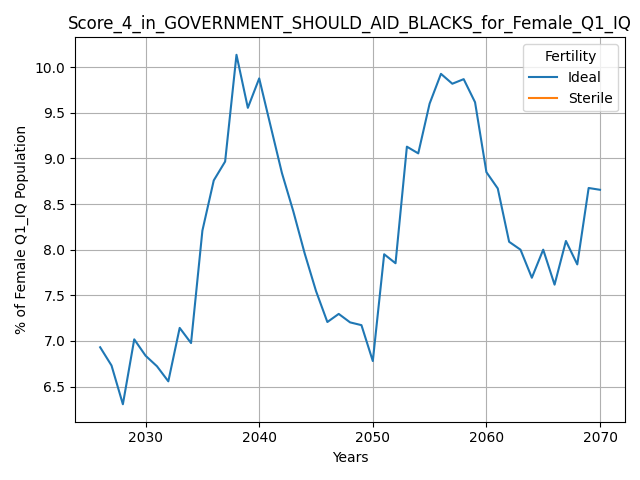 Score_4_in_GOVERNMENT_SHOULD_AID_BLACKS_for_Female_Q1_IQ
Fertility
Ideal
Sterile
10.0
9.5
9.0
8.5
8.0
7.5
7.0
6.5
% of Female Q1_IQ Population
2030 2040 2050 2060 2070
Years